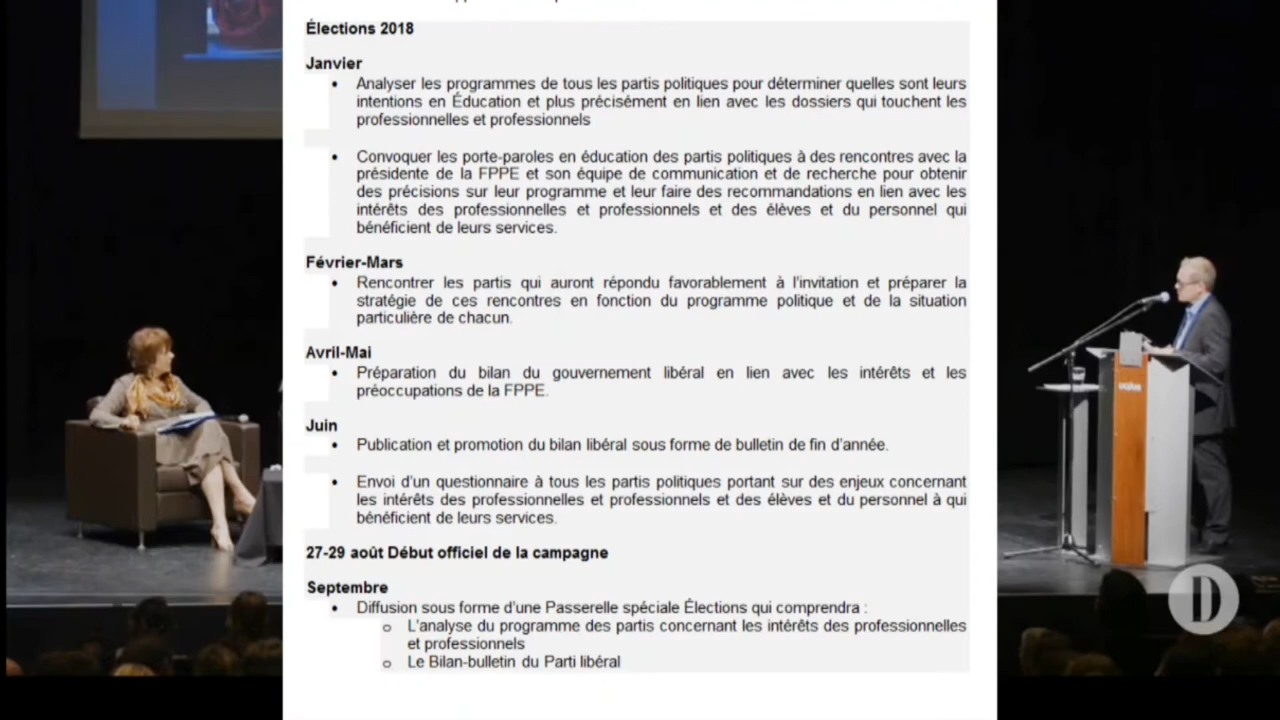 Élections 2018
Janvier
• Analyser les programmes de tous les partis politiques pour déterminer quelles sont leurs
intentions en Éducation et plus précisément en lien avec les dossiers qui touchent les
professionnelles et professionnels
• Convoquer les porte-paroles en éducation des partis politiques à des rencontres avec la
présidente de la FPPE et son équipe de communication et de recherche pour obtenir
des précisions sur leur programme et leur faire des recommandations en lien avec les
intérêts des professionnelles et professionnels et des élèves et du personnel qui
bénéficient de leurs services.
Février-Mars
• Rencontrer les partis qui auront répondu favorablement à l'invitation et préparer la
stratégie de ces rencontres en fonction du programme politique et de la situation
particulière de chacun.
Avril-Mai
• Préparation du bilan du gouvernement libéral en lien avec les intérêts et les
préoccupations de la FPPE.
Juin
• Publication et promotion du bilan libéral sous forme de bulletin de fin d'année.
• Envoi d'un questionnaire à tous les partis politiques portant sur des enjeux concernant
les intérêts des professionnelles et professionnels et des élèves et du personnel à qui
bénéficient de leurs services.
27-29 août Début officiel de la campagne
Septembre
• Diffusion sous forme d'une Passerelle spéciale Élections qui comprendra :
o L'analyse du programme des partis concernant les intérêts des professionnelles
et professionnels
o Le Bilan-bulletin du Parti libéral
D